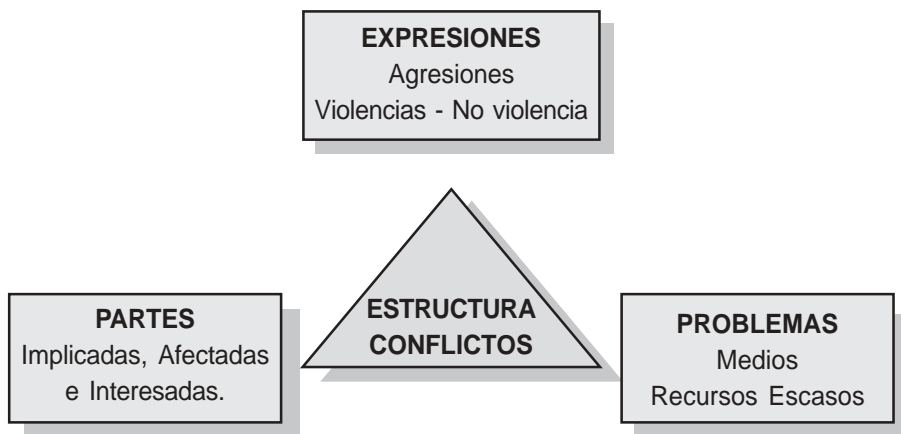 EXPRESIONES
Agresiones
Violencias - No violencia
ESTRUCTURA
CONFLICTOS
PARTES
Implicadas, Afectadas
e Interesadas.
PROBLEMAS
Medios
Recursos Escasos